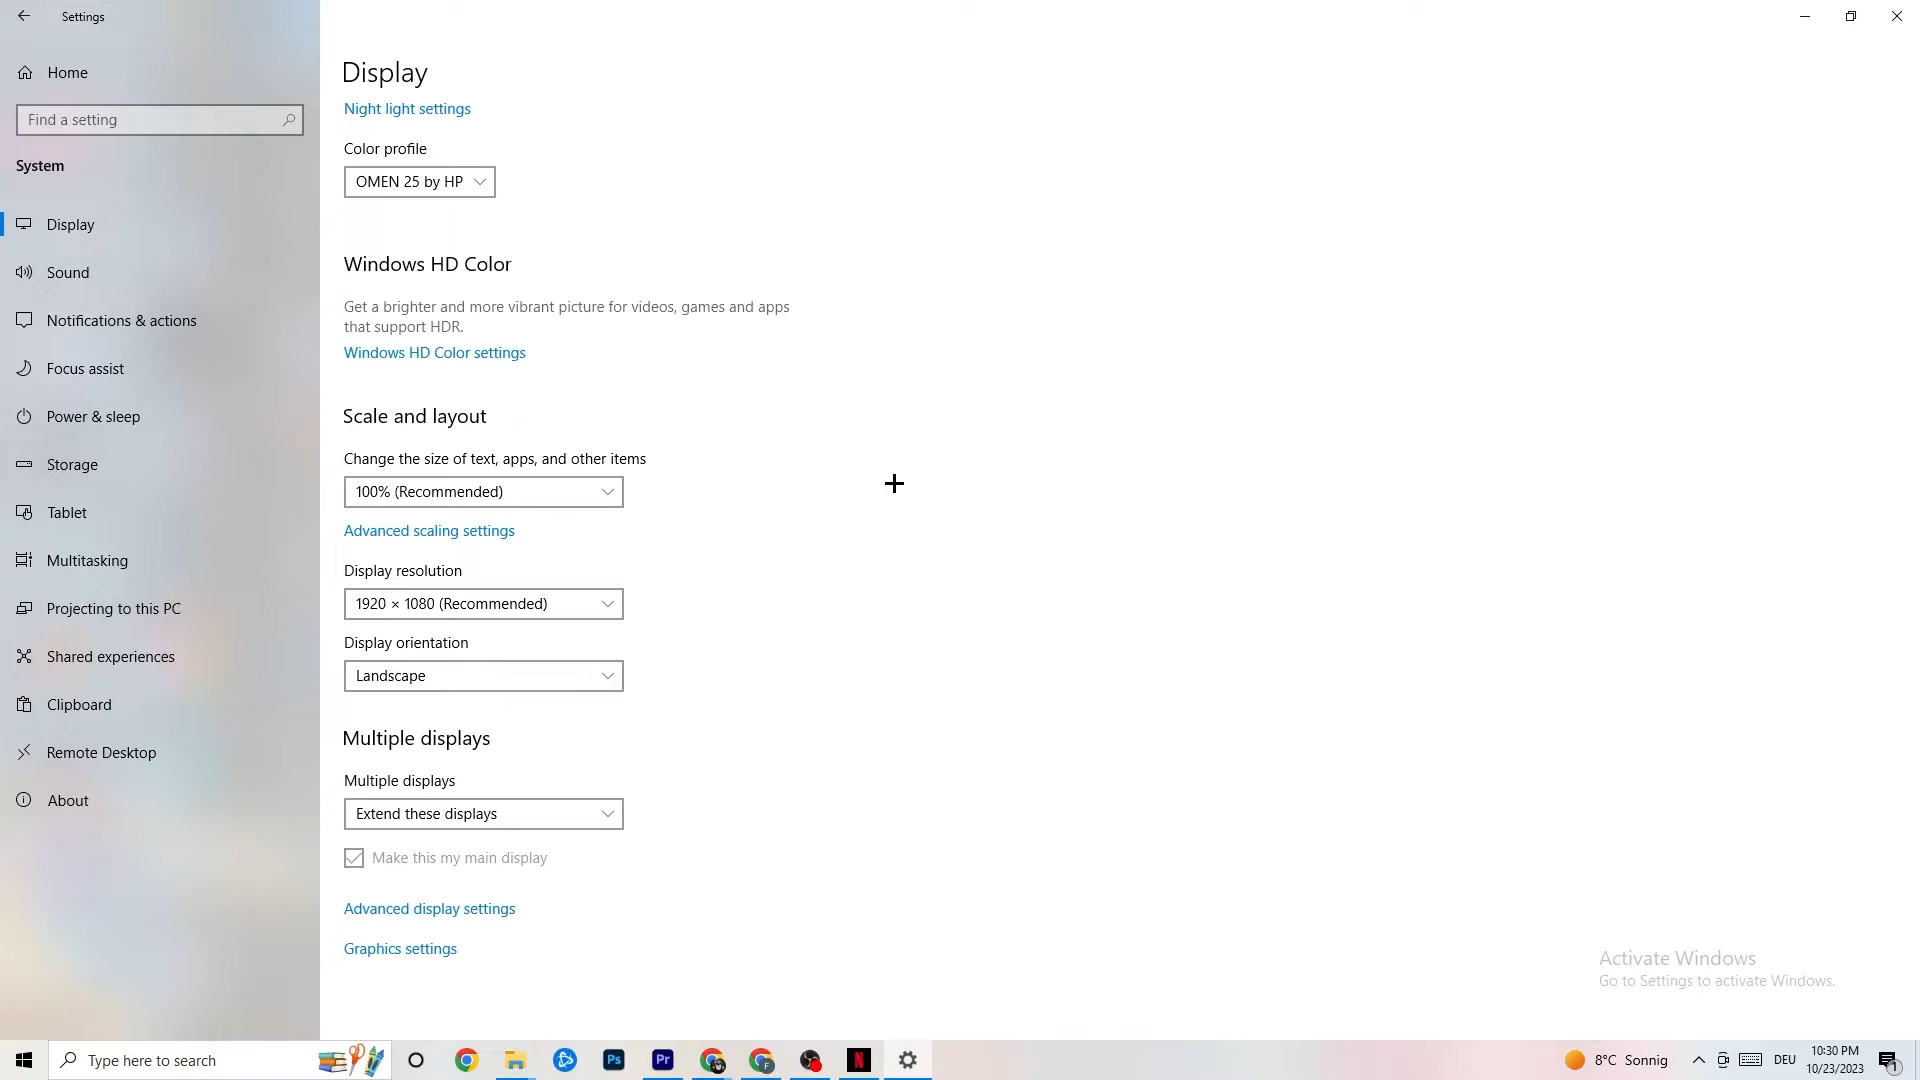 Settings
Home
Find a setting
System
Display
Sound
Notifications & actions
Focus assist
Power & sleep
Storage
Tablet
Multitasking
Projecting to this PC
Shared experiences
Clipboard
Remote Desktop
About
Display
Night light settings
Color profile
OMEN 25 by HP
Windows HD Color
Get a brighter and more vibrant picture for videos, games and apps
that support HDR.
Windows HD Color settings
Scale and layout
Change the size of text, apps, and other items
100% (Recommended)
Advanced scaling settings
Display resolution
1920 × 1080 (Recommended)
Display orientation
Landscape
Multiple displays
Multiple displays
Extend these displays
Make this my main display
Advanced display settings
Graphics settings
Activate Windows
Go to Settings to activate Windows.
Type here to search
Ps
Pr
F
N
8°C Sonnig
DEU
10:30 PM
10/23/2023
1